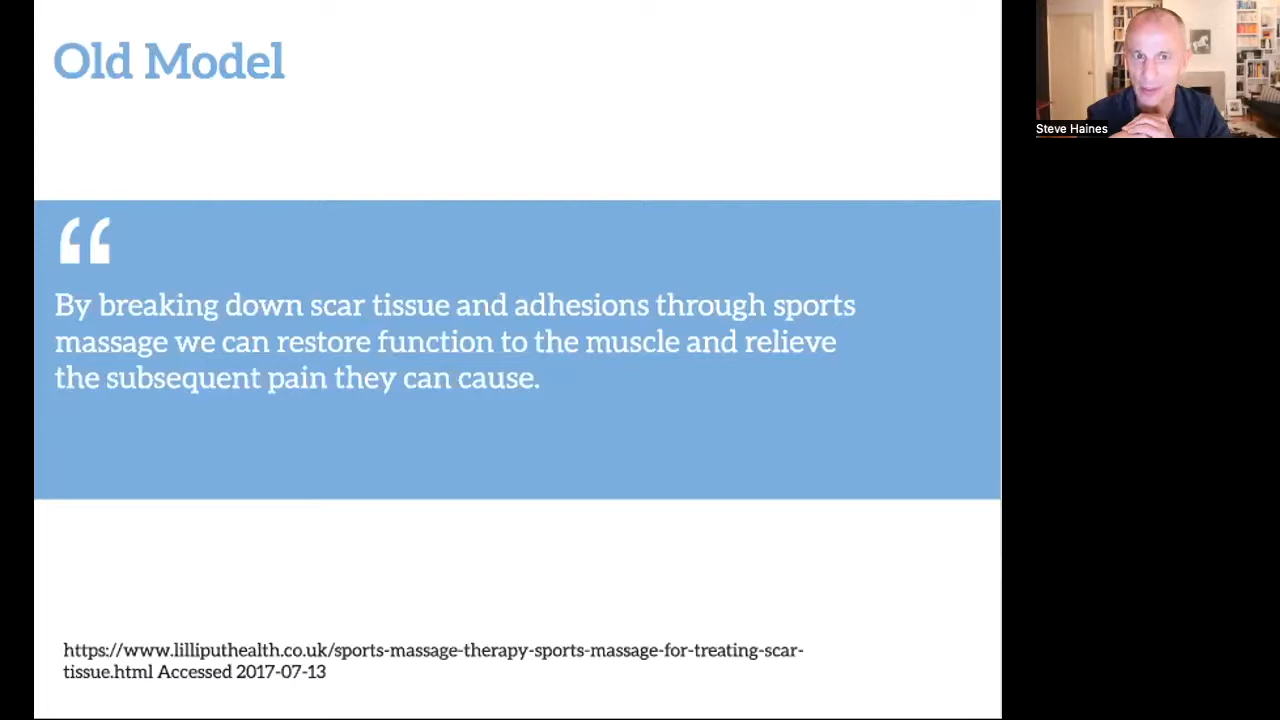 Old Model
“
By breaking down scar tissue and adhesions through sports
massage we can restore function to the muscle and relieve
the subsequent pain they can cause.
https://www.lilliputhealth.co.uk/sports-massage-therapy-sports-massage-for-treating-scar-
tissue.html Accessed 2017-07-13
Steve Haines